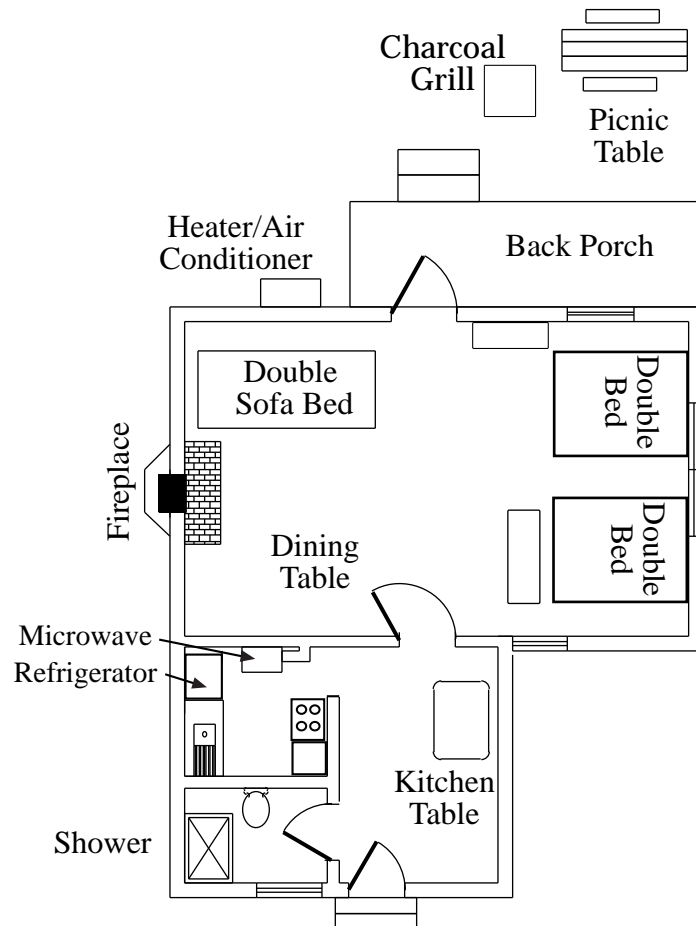 Charcoal
Grill
Picnic
Table
Heater/Air
Conditioner
Back Porch
Double
Sofa Bed
Double
Bed
Fireplace
Double
Bed
Dining
Table
Microwave
Refrigerator
Kitchen
Table
Shower